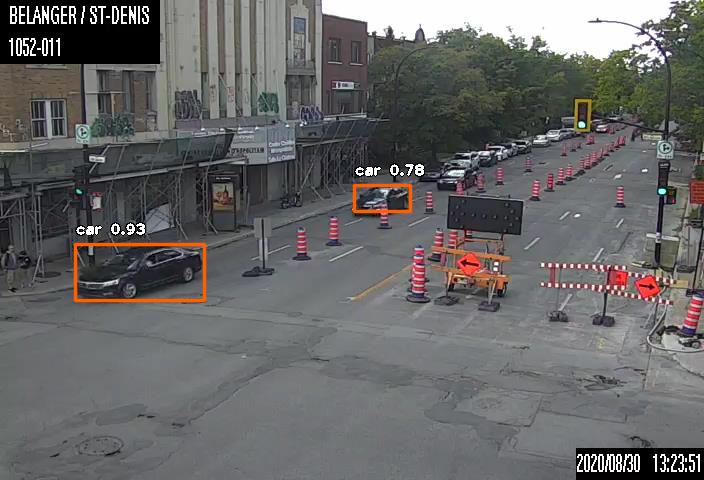 BELANGER / ST-DENIS
1052-011
car 0.78
car 0.93
2020/08/30 13:23:51